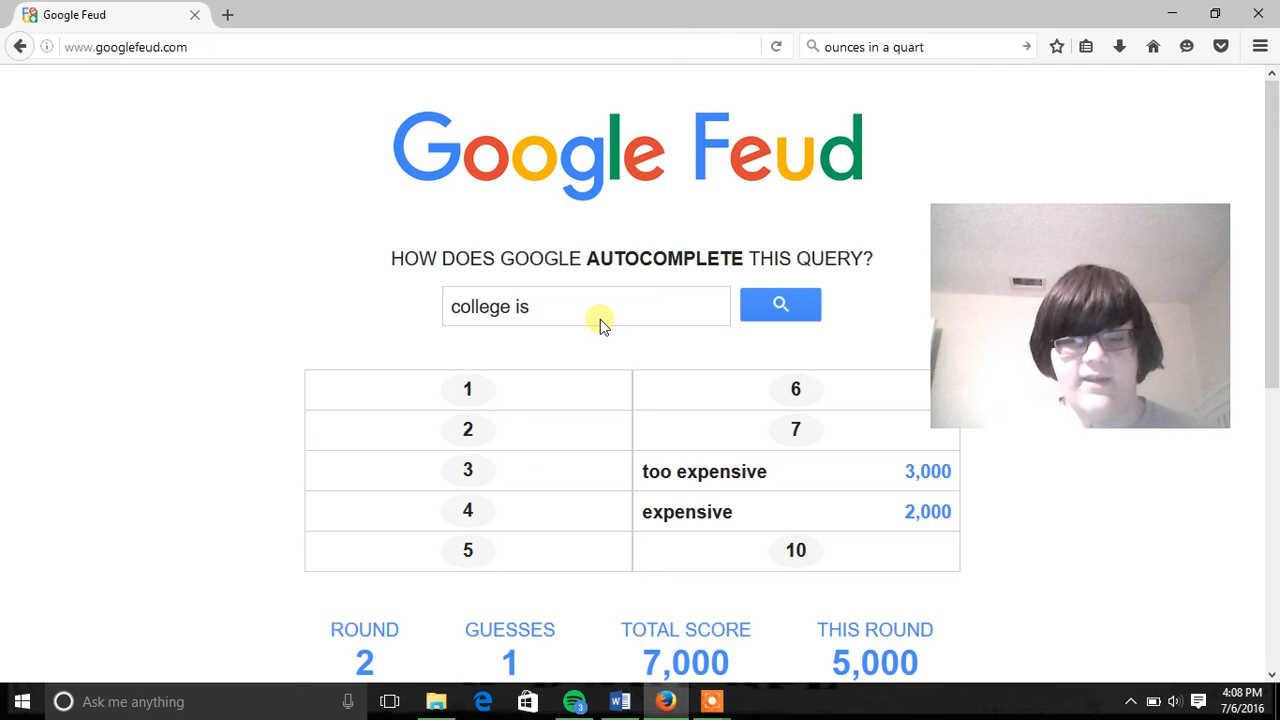 Google Feud
www.googlefeud.com
ounces in a quart
Google Feud
HOW DOES GOOGLE AUTOCOMPLETE THIS QUERY?
college is
1 6
2 7
3 too expensive 3,000
4 expensive 2,000
5 10
ROUND GUESSES TOTAL SCORE THIS ROUND
2 1 7,000 5,000
Ask me anything
3
4:08 PM
7/6/2016